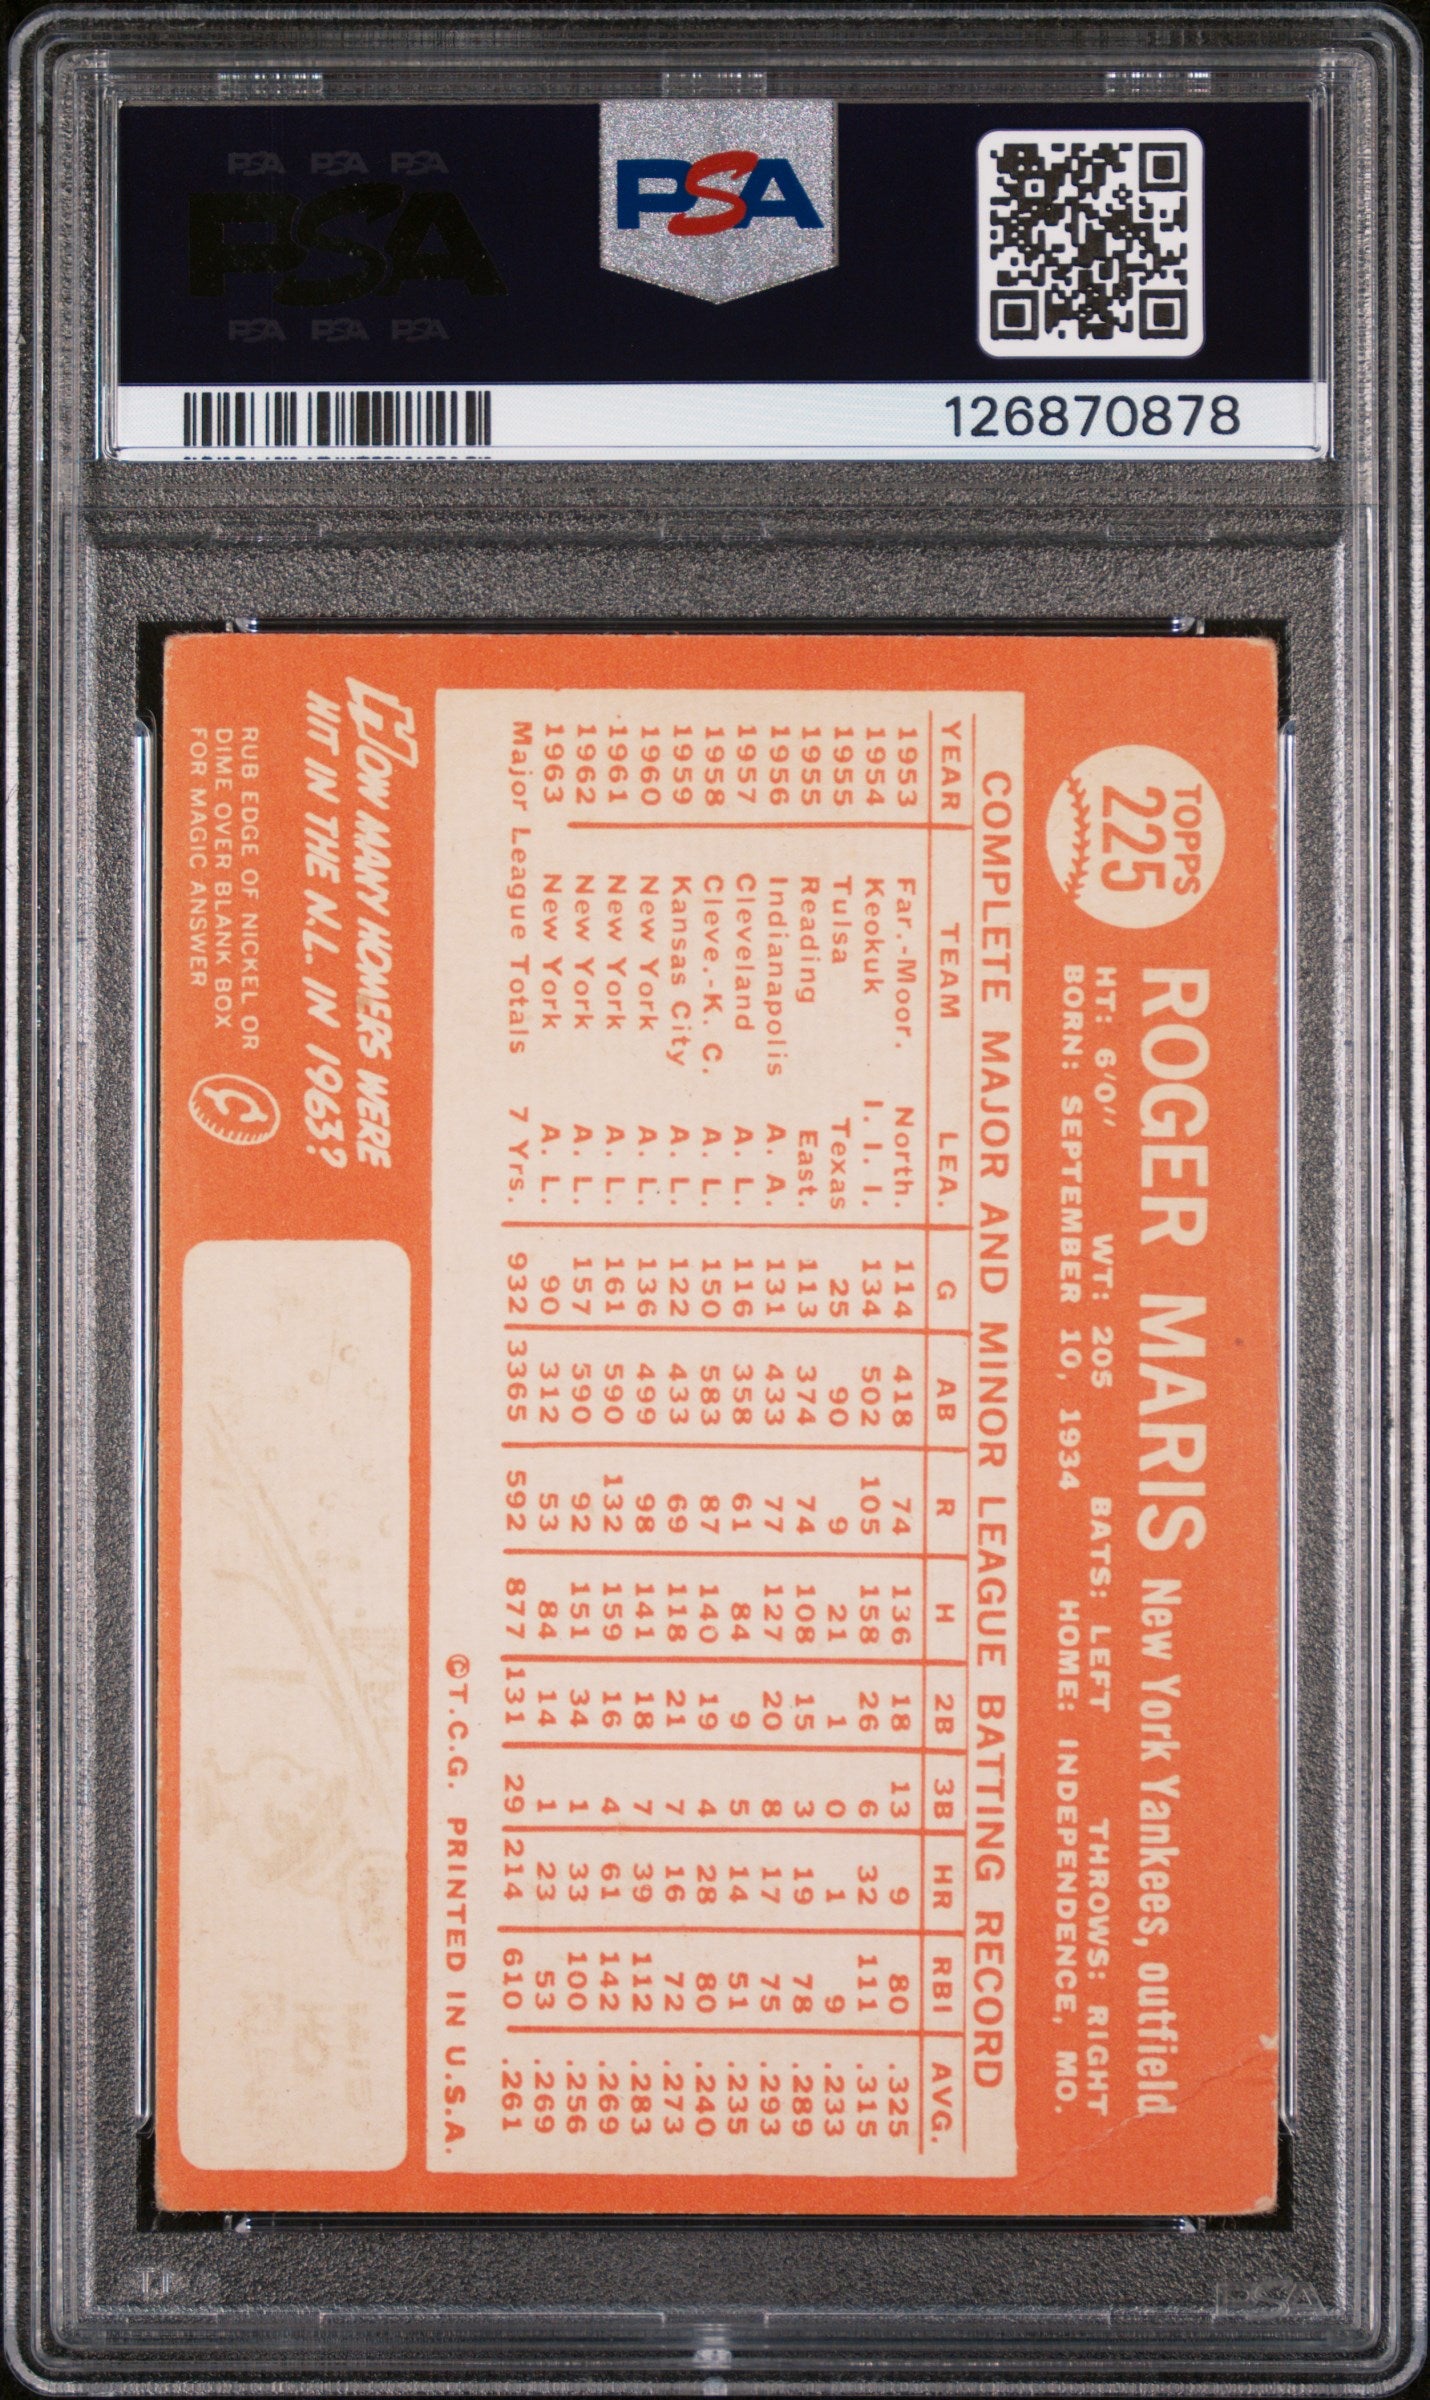 PSA PSA PSA
PSA
PSA PSA PSA
PSA
126870878
TOPPS
225
ROGER MARIS New York Yankees, outfield
HT: 6'0" WT: 205 BATS: LEFT THROWS: RIGHT
BORN: SEPTEMBER 10, 1934 HOME: INDEPENDENCE, MO.
COMPLETE MAJOR AND MINOR LEAGUE BATTING RECORD
YEAR TEAM LEA. G AB R H 2B 3B HR RBI AVG.
1953 Far.-Moor. North. 114 418 74 136 18 13 9 80 .325
1954 Keokuk I. I. I. 134 502 105 158 26 6 32 111 .315
1955 Tulsa Texas 25 90 9 21 1 0 1 9 .233
1955 Reading East. 113 374 74 108 15 3 19 78 .289
1956 Indianapolis A. A. 131 433 77 127 20 8 17 75 .293
1957 Cleveland A. L. 116 358 61 84 9 5 14 51 .235
1958 Cleve.-K. C. A. L. 150 583 87 140 19 4 28 80 .240
1959 Kansas City A. L. 122 433 69 118 21 7 16 72 .273
1960 New York A. L. 136 499 98 141 18 7 39 112 .283
1961 New York A. L. 161 590 132 159 16 4 61 142 .269
1962 New York A. L. 157 590 92 151 34 1 33 100 .256
1963 New York A. L. 90 312 53 84 14 1 23 53 .269
Major League Totals 7 Yrs. 932 3365 592 877 131 29 214 610 .261
©T.C.G. PRINTED IN U.S.A.
HOW MANY HOMERS WERE
HIT IN THE N.L. IN 1963?
RUB EDGE OF NICKEL OR
DIME OVER BLANK BOX
FOR MAGIC ANSWER
PSA